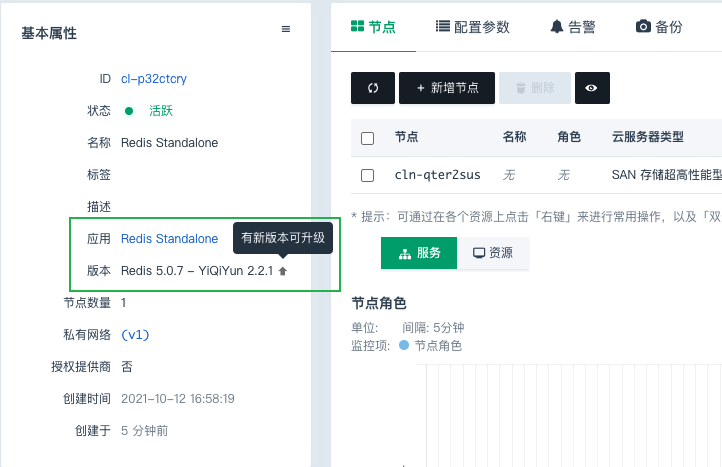 基本属性
ID cl-p32ctcry
状态 活跃
名称 Redis Standalone
标签
描述
应用 Redis Standalone
有新版本可升级
版本 Redis 5.0.7 - YiQiYun 2.2.1
节点数量 1
私有网络 (v1)
授权提供商 否
创建时间 2021-10-12 16:58:19
创建于 5 分钟前
节点 配置参数 告警 备份
+ 新增节点 删除
节点 名称 角色 云服务器类型
cln-qter2sus 无 无 SAN 存储超高性能型
* 提示：可通过在各个资源上点击「右键」来进行常用操作，以及「双
服务 资源
节点角色
单位: 间隔: 5分钟
监控项: 节点角色